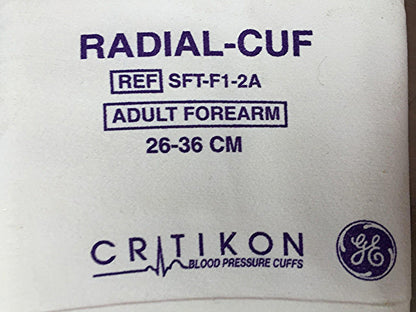 RADIAL-CUF
REF SFT-F1-2A
ADULT FOREARM
26-36 CM
CRITIKON
BLOOD PRESSURE CUFFS
GE